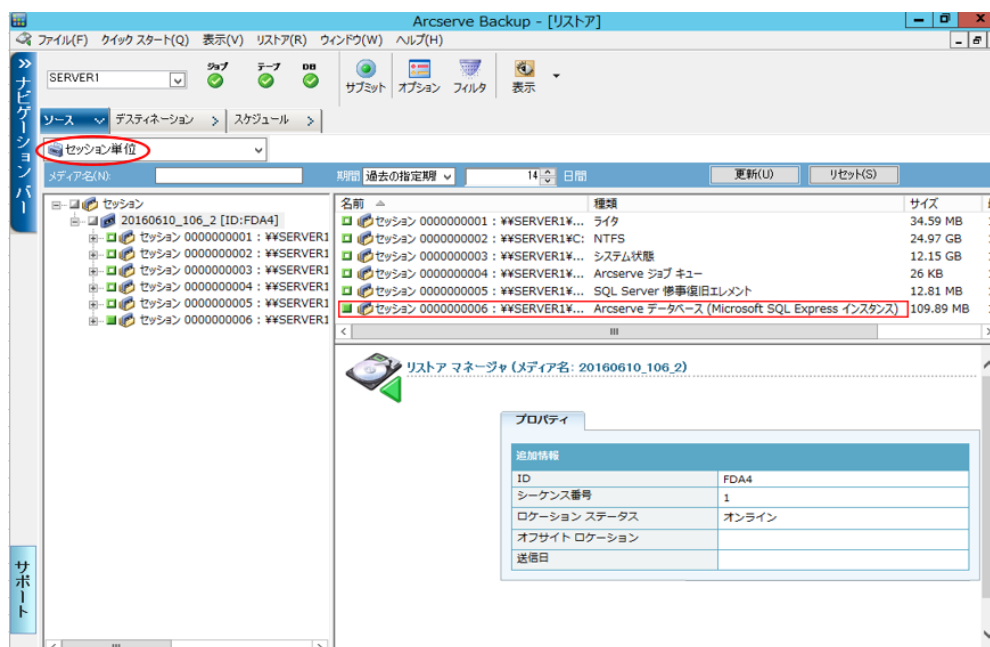 Arcserve Backup - [リストア]
ファイル(F) クイック スタート(Q) 表示(V) リストア(R) ウィンドウ(W) ヘルプ(H)
ナビゲーション バー
SERVER1
ジョブ テープ DB
サブミット オプション フィルタ 表示
ソース デスティネーション スケジュール
セッション単位
メディア名(N): 期間 過去の指定期 14 日間 更新(U) リセット(S)
セッション
20160610_106_2 [ID:FDA4]
セッション 0000000001 : ¥¥SERVER1
セッション 0000000002 : ¥¥SERVER1
セッション 0000000003 : ¥¥SERVER1
セッション 0000000004 : ¥¥SERVER1
セッション 0000000005 : ¥¥SERVER1
セッション 0000000006 : ¥¥SERVER1
名前 種類 サイズ
セッション 0000000001 : ¥¥SERVER1¥... ライタ 34.59 MB
セッション 0000000002 : ¥¥SERVER1¥C: NTFS 24.97 GB
セッション 0000000003 : ¥¥SERVER1¥... システム状態 12.15 GB
セッション 0000000004 : ¥¥SERVER1¥... Arcserve ジョブ キュー 26 KB
セッション 0000000005 : ¥¥SERVER1¥... SQL Server 惨事復旧エレメント 12.81 MB
セッション 0000000006 : ¥¥SERVER1¥... Arcserve データベース (Microsoft SQL Express インスタンス) 109.89 MB
リストア マネージャ (メディア名: 20160610_106_2)
プロパティ
追加情報
ID FDA4
シーケンス番号 1
ロケーション ステータス オンライン
オフサイト ロケーション
送信日
サポート